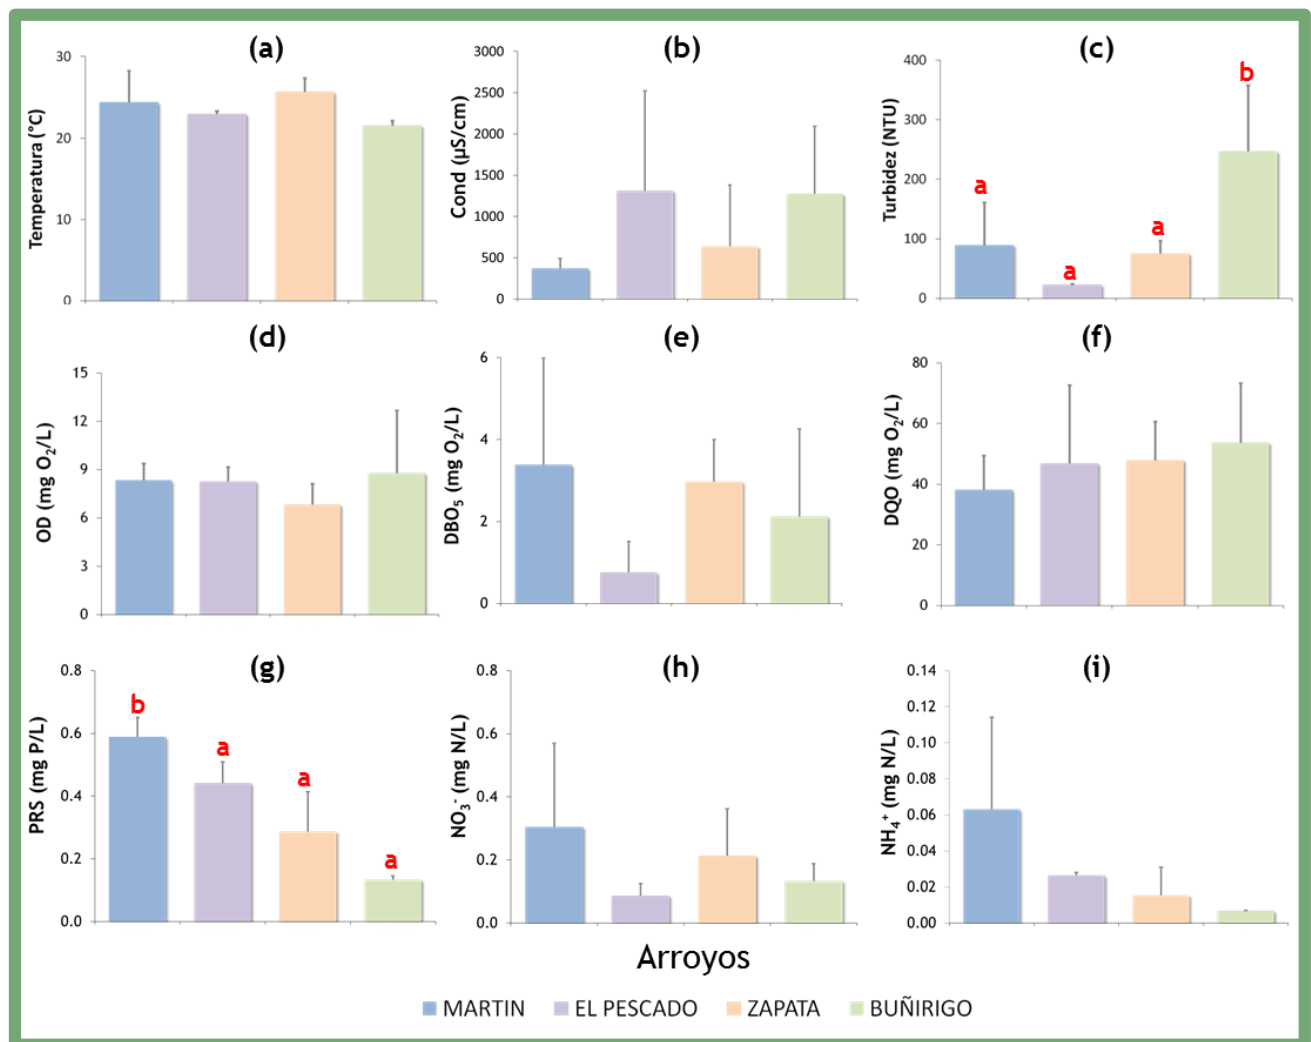 (a)
Temperatura (°C)
30
20
10
0
(b)
Cond (µS/cm)
3000
2500
2000
1500
1000
500
0
(c)
Turbidez (NTU)
400
300
200
100
0
a
a
a
b
(d)
OD (mg O₂/L)
15
12
9
6
3
0
(e)
DBO₅ (mg O₂/L)
6
4
2
0
(f)
DQO (mg O₂/L)
80
60
40
20
0
(g)
PRS (mg P/L)
0.8
0.6
0.4
0.2
0.0
b
a
a
a
(h)
NO₃⁻ (mg N/L)
0.8
0.6
0.4
0.2
0.0
(i)
NH₄⁺ (mg N/L)
0.14
0.12
0.10
0.08
0.06
0.04
0.02
0.00
Arroyos
MARTIN EL PESCADO ZAPATA BUÑIRIGO